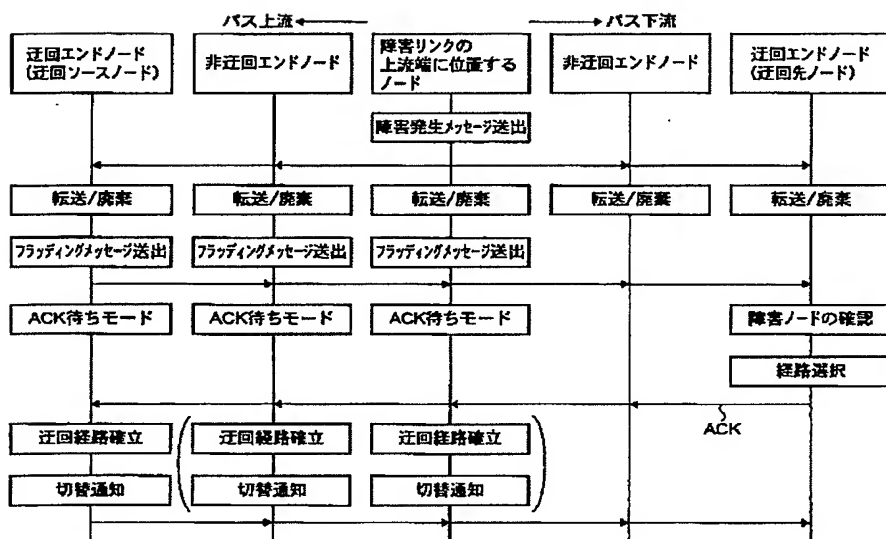 パス上流
パス下流
迂回エンドノード
(迂回ソースノード)
非迂回エンドノード
障害リンクの
上流端に位置する
ノード
非迂回エンドノード
迂回エンドノード
(迂回先ノード)
障害発生メッセージ送出
転送/廃棄
転送/廃棄
転送/廃棄
転送/廃棄
転送/廃棄
フラッディングメッセージ送出
フラッディングメッセージ送出
フラッディングメッセージ送出
ACK待ちモード
ACK待ちモード
ACK待ちモード
障害ノードの確認
経路選択
ACK
迂回経路確立
迂回経路確立
迂回経路確立
切替通知
切替通知
切替通知